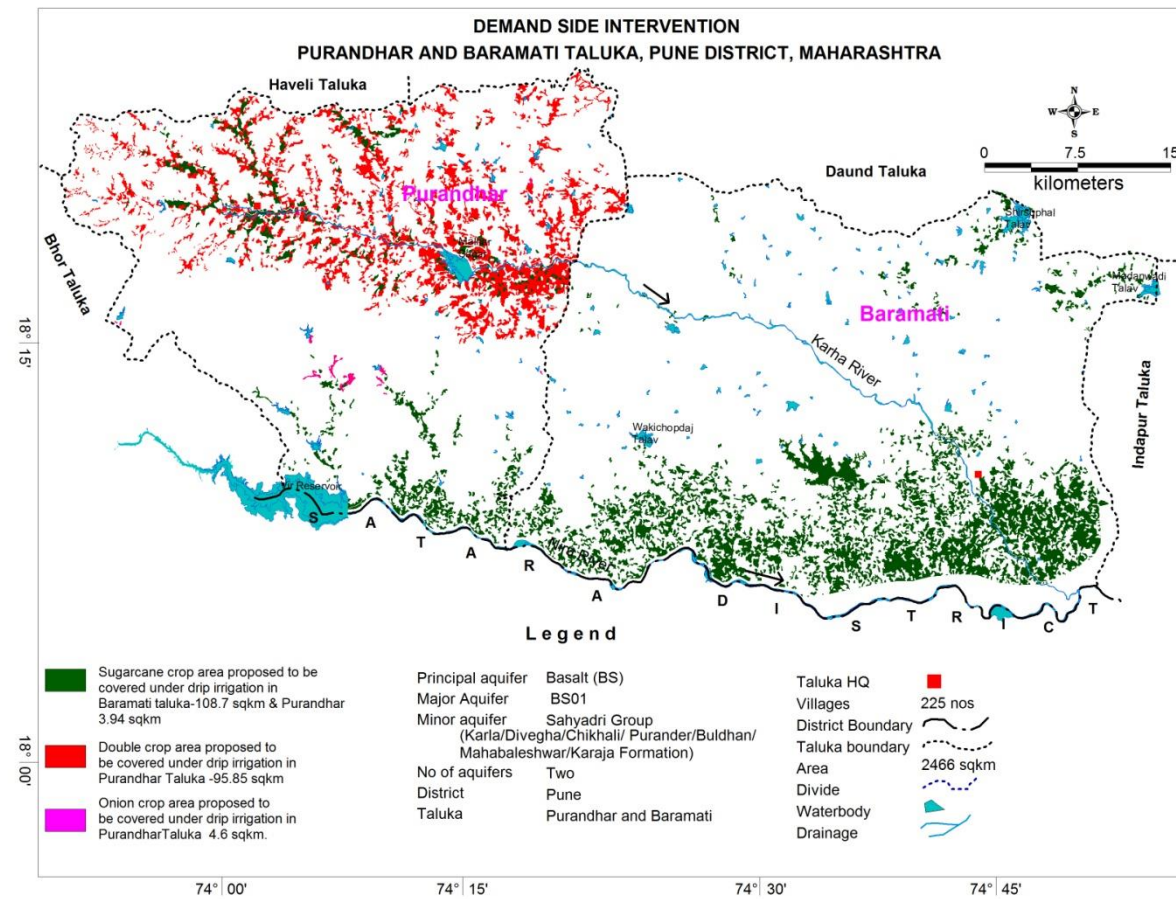 DEMAND SIDE INTERVENTION
PURANDHAR AND BARAMATI TALUKA, PUNE DISTRICT, MAHARASHTRA
Haveli Taluka
N
W E
S
0 7.5 15
kilometers
Daund Taluka
Purandhar
Shirsuphal
Talav
Bhor Taluka
Madanwadi
Talav
Baramati
18° 15'
Karha River
Wakichopdaj
Talav
Indapur Taluka
Vir Reservoir
Nira River
S A T A R A D I S T R I C T
Legend
Sugarcane crop area proposed to be
covered under drip irrigation in
Baramati taluka-108.7 sqkm & Purandhar
3.94 sqkm
Double crop area proposed to
be covered under drip irrigation in
Purandhar Taluka -95.85 sqkm
Onion crop area proposed to
be covered under drip irrigation in
PurandharTaluka 4.6 sqkm.
Principal aquifer Basalt (BS)
Major Aquifer BS01
Minor aquifer Sahyadri Group
(Karla/Divegha/Chikhali/ Purander/Buldhan/
Mahabaleshwar/Karaja Formation)
No of aquifers Two
District Pune
Taluka Purandhar and Baramati
Taluka HQ
Villages 225 nos
District Boundary
Taluka boundary
Area 2466 sqkm
Divide
Waterbody
Drainage
18° 00'
74° 00' 74° 15' 74° 30' 74° 45'